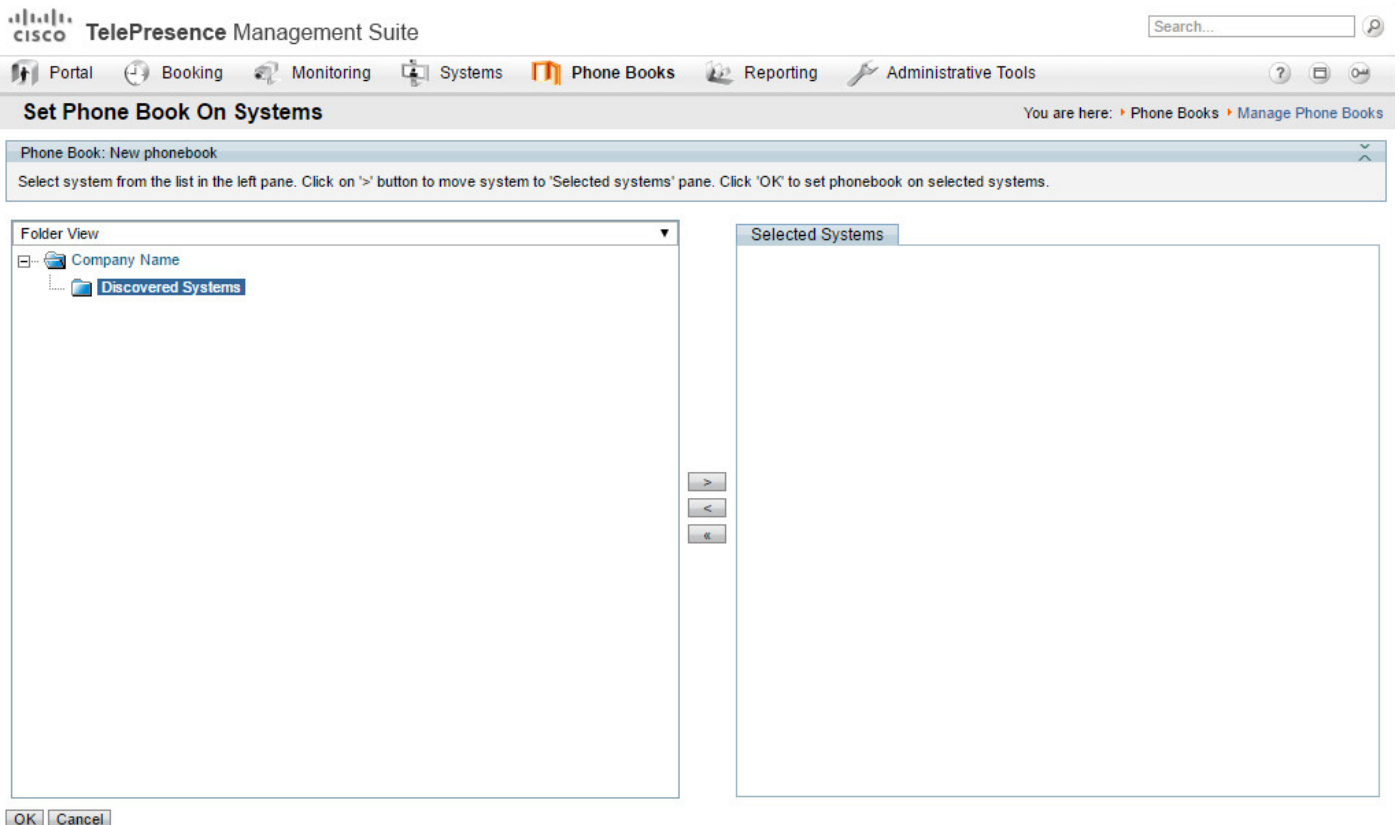 CISCO TelePresence Management Suite
Search...
Portal Booking Monitoring Systems Phone Books Reporting Administrative Tools ?
Set Phone Book On Systems
You are here: Phone Books Manage Phone Books
Phone Book: New phonebook
Select system from the list in the left pane. Click on '>' button to move system to 'Selected systems' pane. Click 'OK' to set phonebook on selected systems.
Folder View
Selected Systems
Company Name
Discovered Systems
>
<
«
OK Cancel